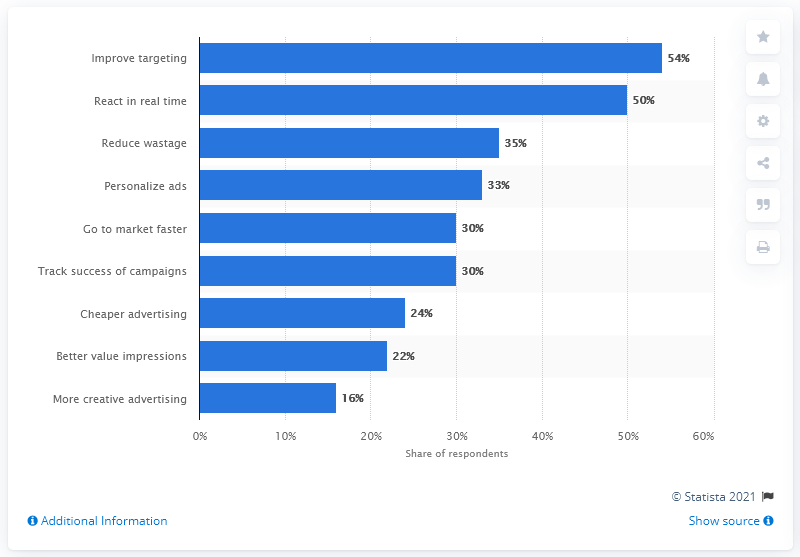 Improve targeting 54%
React in real time 50%
Reduce wastage 35%
Personalize ads 33%
Go to market faster 30%
Track success of campaigns 30%
Cheaper advertising 24%
Better value impressions 22%
More creative advertising 16%
0% 10% 20% 30% 40% 50% 60%
Share of respondents
© Statista 2021
Additional Information Show source